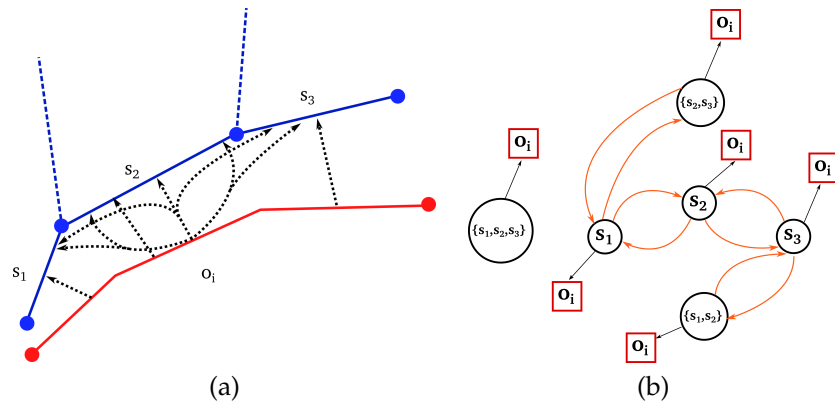 s₃
s₂
s₁
oᵢ
(a)
oᵢ
{s₂,s₃}
oᵢ
oᵢ
oᵢ
s₂
{s₁,s₂,s₃}
s₁
s₃
oᵢ
{s₁,s₂}
oᵢ
(b)